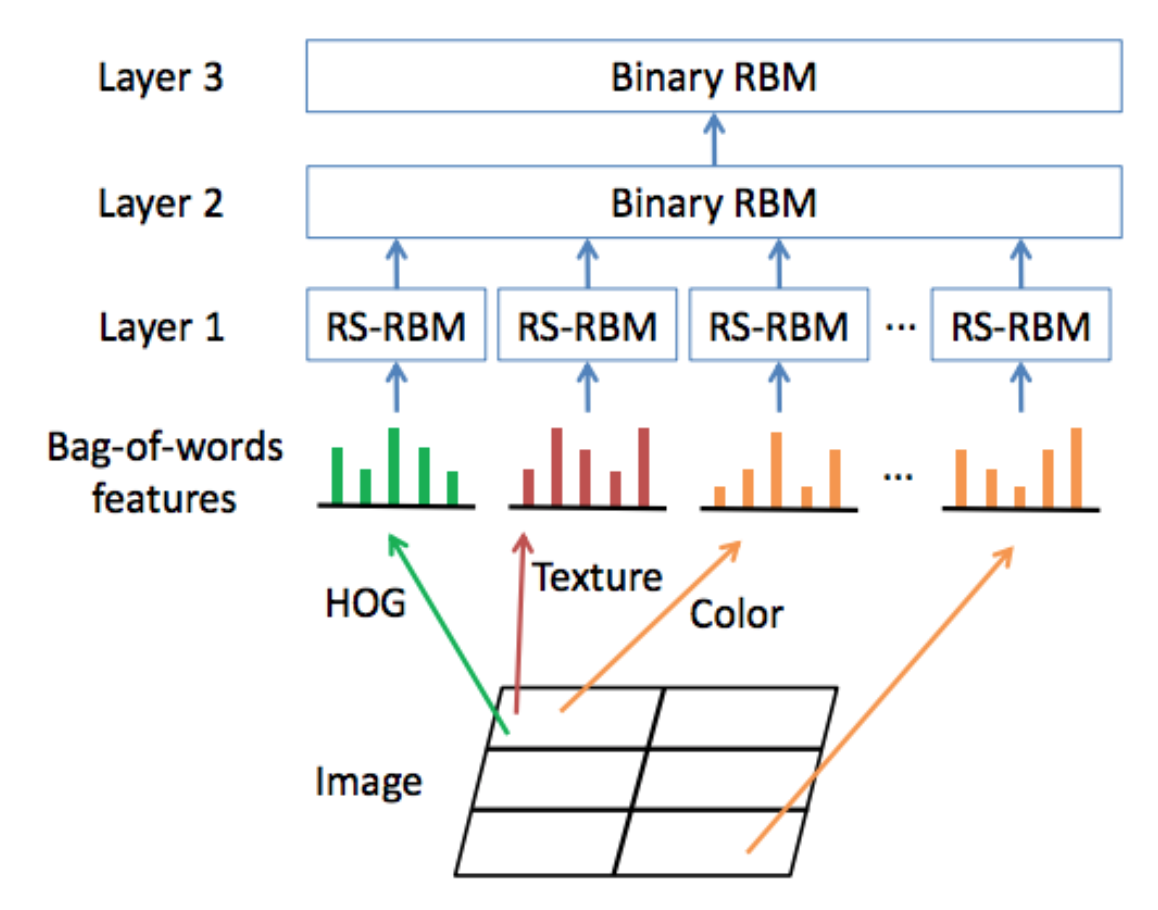 Layer 3
Binary RBM
Layer 2
Binary RBM
Layer 1
RS-RBM
RS-RBM
RS-RBM
...
RS-RBM
Bag-of-words
features
...
HOG
Texture
Color
Image